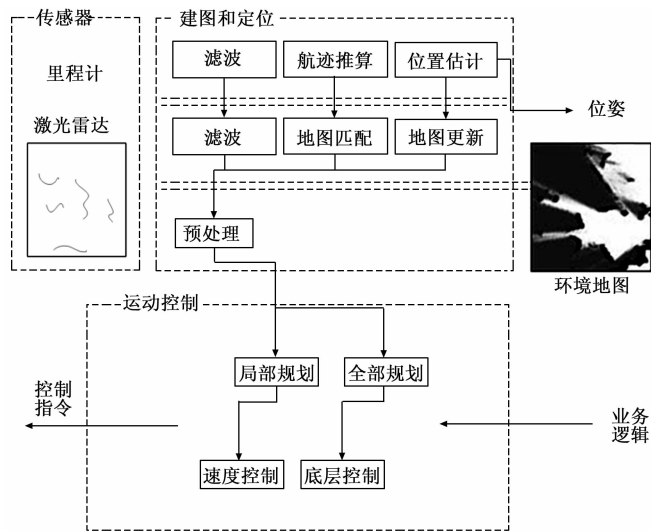 传感器
里程计
激光雷达
建图和定位
滤波
航迹推算
位置估计
位姿
滤波
地图匹配
地图更新
预处理
环境地图
运动控制
局部规划
全部规划
控制
指令
业务
逻辑
速度控制
底层控制